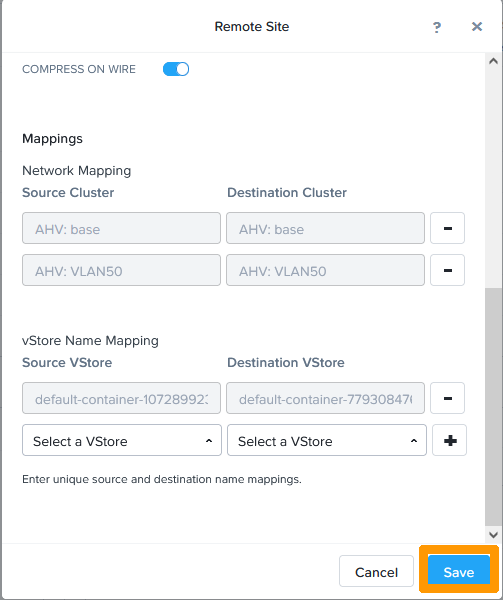 Remote Site ?
COMPRESS ON WIRE
Mappings
Network Mapping
Source Cluster Destination Cluster
AHV: base AHV: base
AHV: VLAN50 AHV: VLAN50
vStore Name Mapping
Source VStore Destination VStore
default-container-107289923 default-container-779308476
Select a VStore Select a VStore
Enter unique source and destination name mappings.
Cancel Save